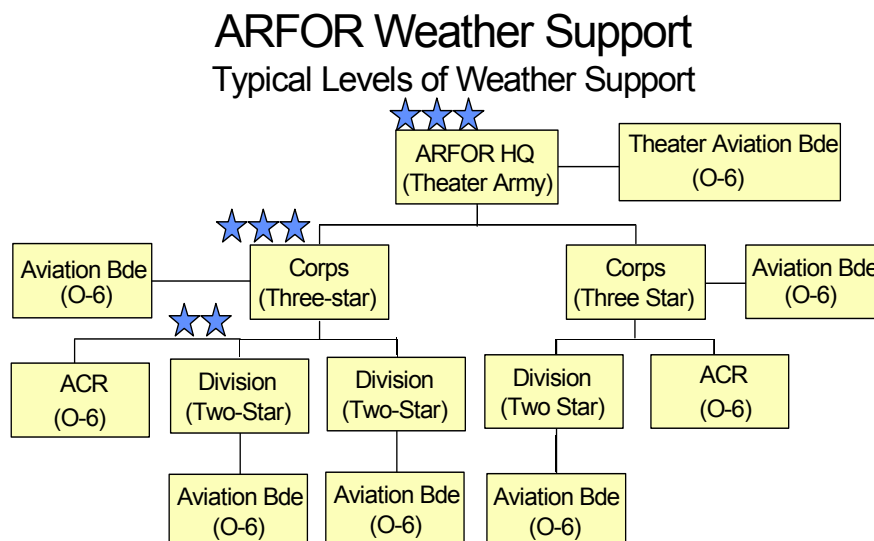 ARFOR Weather Support
Typical Levels of Weather Support
ARFOR HQ
(Theater Army)
Theater Aviation Bde
(O-6)
Aviation Bde
(O-6)
Corps
(Three-star)
Corps
(Three Star)
Aviation Bde
(O-6)
ACR
(O-6)
Division
(Two-Star)
Division
(Two-Star)
Division
(Two Star)
ACR
(O-6)
Aviation Bde
(O-6)
Aviation Bde
(O-6)
Aviation Bde
(O-6)